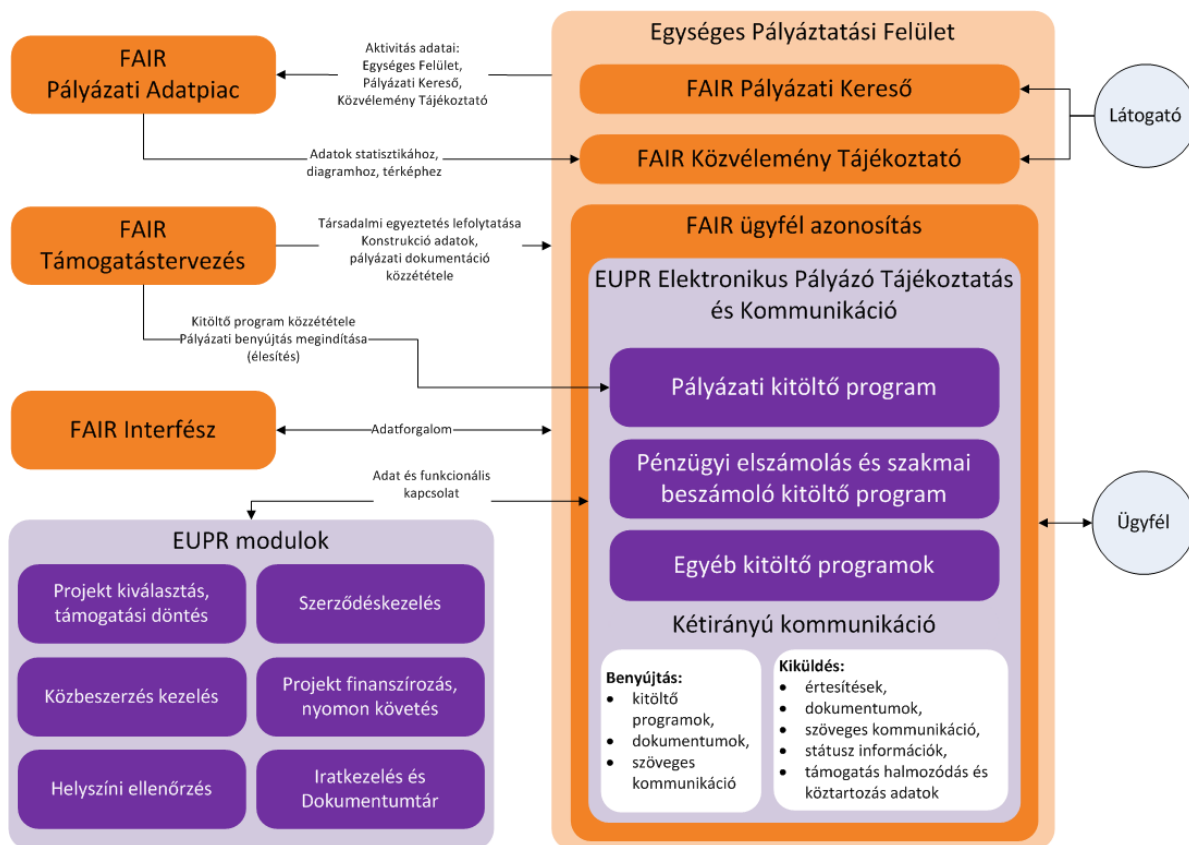 FAIR
Pályázati Adatpiac
Aktivitás adatai:
Egységes Felület,
Pályázati Kereső,
Közvélemény Tájékoztató
Adatok statisztikához,
diagramhoz, térképhez
FAIR
Támogatástervezés
Társadalmi egyeztetés lefolytatása
Konstrukció adatok,
pályázati dokumentáció
közzététele
Kitöltő program közzététele
Pályázati benyújtás megindítása
(élesítés)
FAIR Interfész
Adatforgalom
Adat és funkcionális
kapcsolat
EUPR modulok
Projekt kiválasztás,
támogatási döntés
Szerződéskezelés
Közbeszerzés kezelés
Projekt finanszírozás,
nyomon követés
Helyszíni ellenőrzés
Iratkezelés és
Dokumentumtár
Egységes Pályáztatási Felület
FAIR Pályázati Kereső
FAIR Közvélemény Tájékoztató
FAIR ügyfél azonosítás
EUPR Elektronikus Pályázó Tájékoztatás
és Kommunikáció
Pályázati kitöltő program
Pénzügyi elszámolás és szakmai
beszámoló kitöltő program
Egyéb kitöltő programok
Kétirányú kommunikáció
Benyújtás:
• kitöltő
programok,
• dokumentumok,
• szöveges
kommunikáció
Kiküldés:
• értesítések,
• dokumentumok,
• szöveges kommunikáció,
• státusz információk,
• támogatás halmozódás és
köztartozás adatok
Látogató
Ügyfél